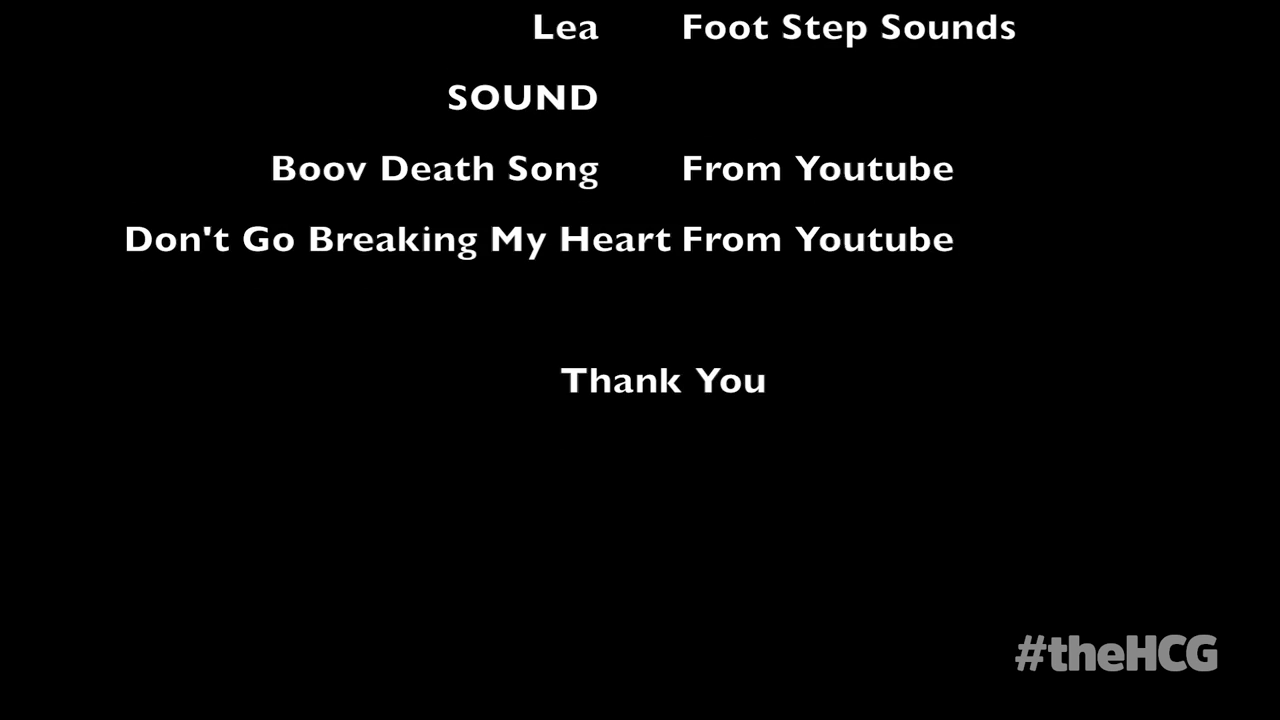 Lea Foot Step Sounds
SOUND
Boov Death Song From Youtube
Don't Go Breaking My Heart From Youtube
Thank You
#theHCG